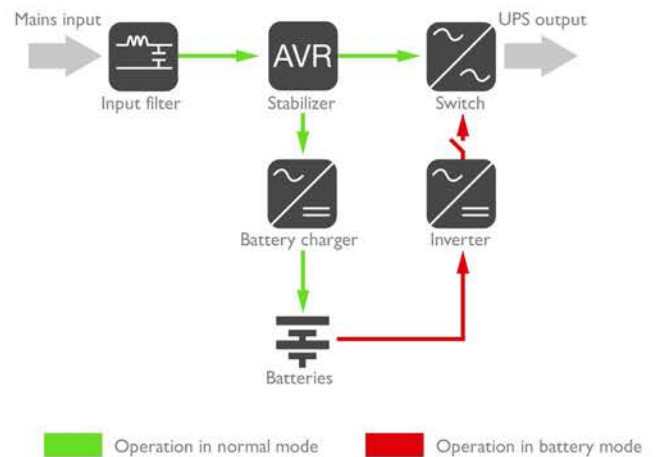 Mains input
UPS output
AVR
Input filter
Stabilizer
Switch
Battery charger
Inverter
Batteries
Operation in normal mode
Operation in battery mode